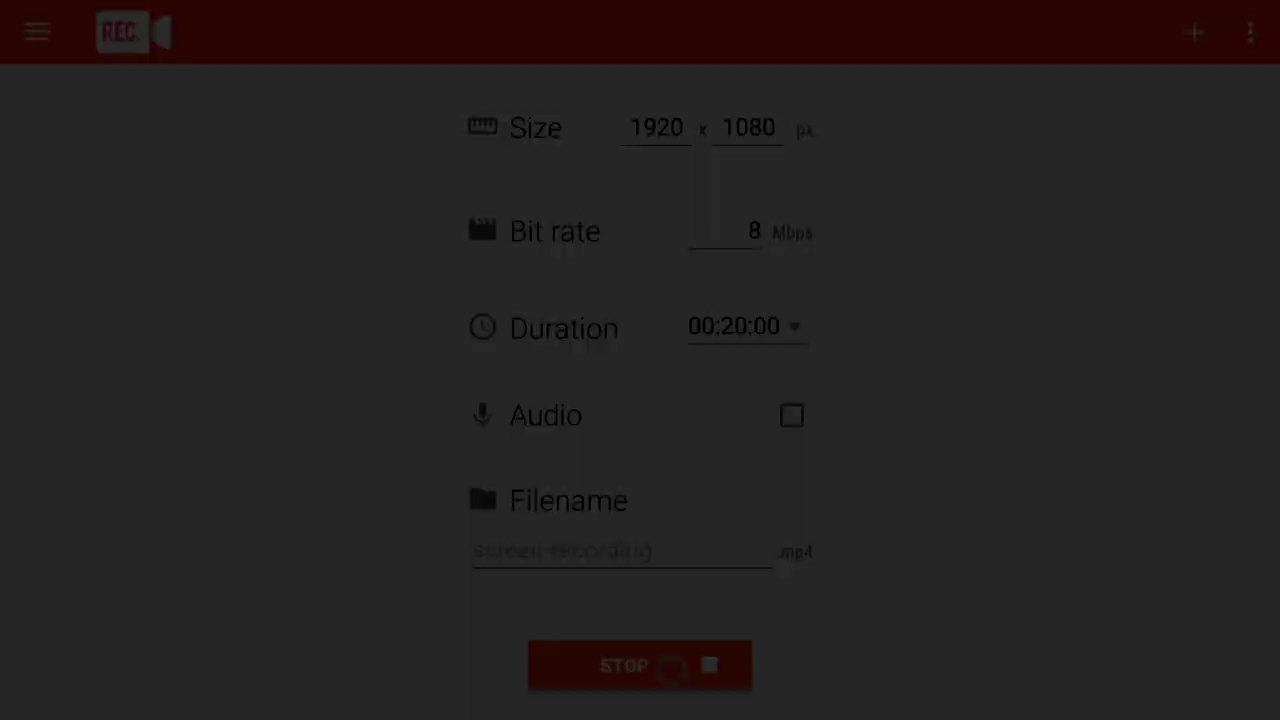 REC.
Size 1920 x 1080 px
Bit rate 8 Mbps
Duration 00:20:00
Audio
Filename
screen-recording .mp4
STOP